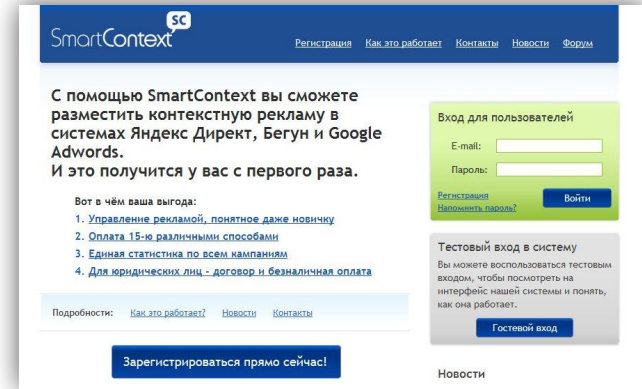 SC
SmartContext
Регистрация Как это работает Контакты Новости Форум
С помощью SmartContext вы сможете
разместить контекстную рекламу в
системах Яндекс Директ, Бегун и Google
Adwords.
И это получится у вас с первого раза.
Вот в чём ваша выгода:
1. Управление рекламой, понятное даже новичку
2. Оплата 15-ю различными способами
3. Единая статистика по всем кампаниям
4. Для юридических лиц - договор и безналичная оплата
Подробности: Как это работает? Новости Контакты
Зарегистрироваться прямо сейчас!
Вход для пользователей
E-mail:
Пароль:
Регистрация
Напомнить пароль?
Войти
Тестовый вход в систему
Вы можете воспользоваться тестовым
входом, чтобы посмотреть на
интерфейс нашей системы и понять,
как она работает.
Гостевой вход
Новости